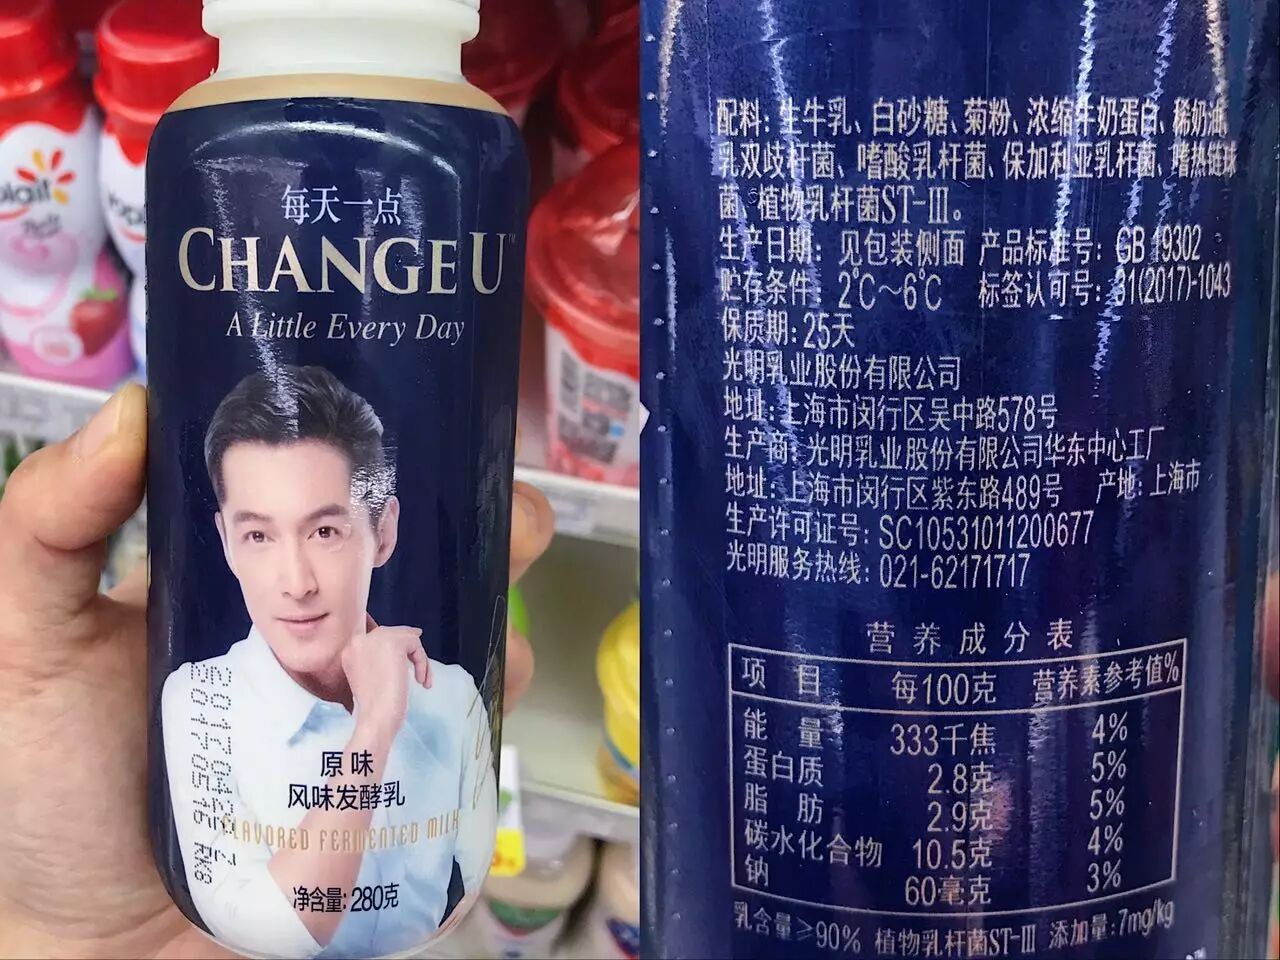 每天一点
CHANGE U™
A Little Every Day
原味
风味发酵乳
FLAVORED FERMENTED MILK
净含量:280克
20170422 Z
20170516 RK8
配料: 生牛乳、白砂糖、菊粉、浓缩牛奶蛋白、稀奶油、
乳双歧杆菌、嗜酸乳杆菌、保加利亚乳杆菌、嗜热链球
菌、植物乳杆菌ST-III。
生产日期: 见包装侧面 产品标准号: GB 19302
贮存条件: 2℃～6℃ 标签认可号: 31(2017)-1043
保质期:25天
光明乳业股份有限公司
地址: 上海市闵行区吴中路578号
生产商: 光明乳业股份有限公司华东中心工厂
地址: 上海市闵行区紫东路489号 产地: 上海市
生产许可证号: SC10531011200677
光明服务热线: 021-62171717
营养成分表
项目 每100克 营养素参考值%
能量 333千焦 4%
蛋白质 2.8克 5%
脂肪 2.9克 5%
碳水化合物 10.5克 4%
钠 60毫克 3%
乳含量≥90% 植物乳杆菌ST-III 添加量:7mg/kg